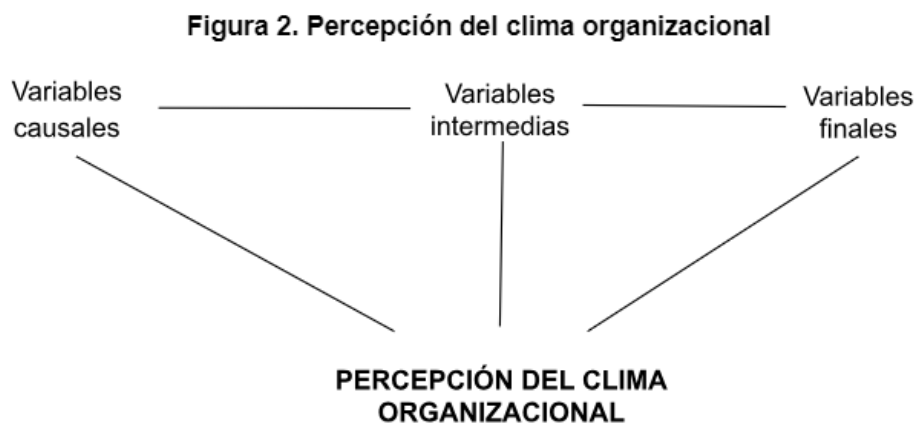 Figura 2. Percepción del clima organizacional
Variables
causales
Variables
intermedias
Variables
finales
PERCEPCIÓN DEL CLIMA
ORGANIZACIONAL